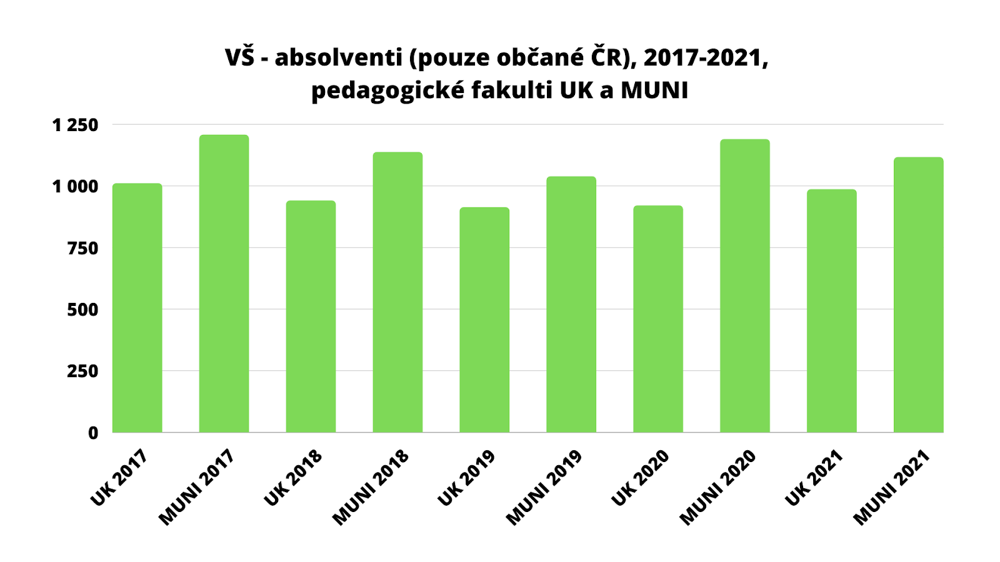 VŠ - absolventi (pouze občané ČR), 2017-2021,
pedagogické fakulti UK a MUNI
1 250
1 000
750
500
250
0
UK 2017
MUNI 2017
UK 2018
MUNI 2018
UK 2019
MUNI 2019
UK 2020
MUNI 2020
UK 2021
MUNI 2021